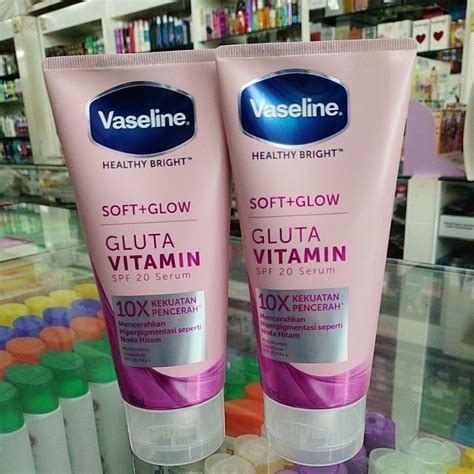 Vaseline.
HEALTHY BRIGHT™
SOFT+GLOW
GLUTA
VITAMIN
SPF 20 Serum
10X KEKUATAN
PENCERAH*
Mencerahkan
Hiperpigmentasi seperti
Noda Hitam
Vaseline.
HEALTHY BRIGHT™
SOFT+GLOW
GLUTA
VITAMIN
SPF 20 Serum
10X KEKUATAN
PENCERAH*
Mencerahkan
Hiperpigmentasi seperti
Noda Hitam